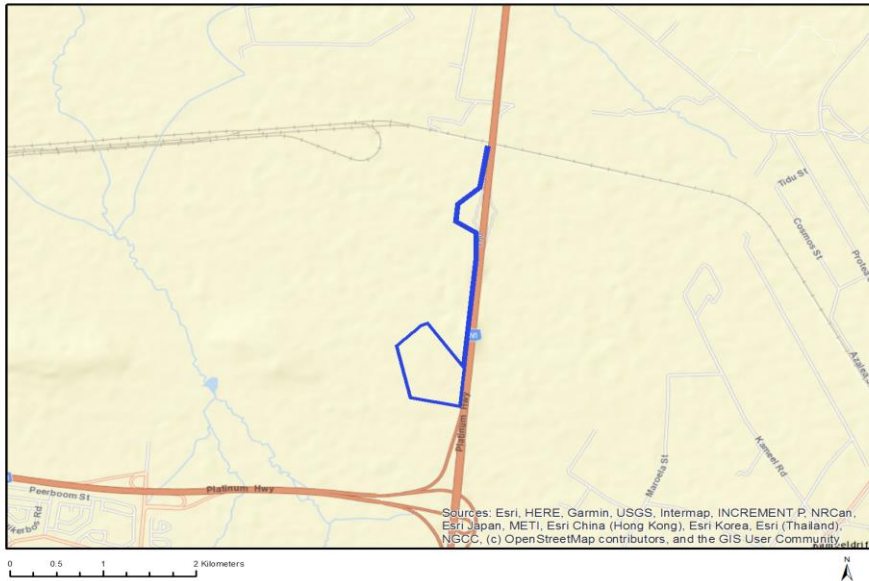 Tidu St
Cosmos St
Protea
Azalea
N1
Platinum Hwy
Kameel Rd
Maroela St
Platinum Hwy
Peerboom St
Sources: Esri, HERE, Garmin, USGS, Intermap, INCREMENT P, NRCan,
Esri Japan, METI, Esri China (Hong Kong), Esri Korea, Esri (Thailand),
NGCC, (c) OpenStreetMap contributors, and the GIS User Community
0 0.5 1 2 Kilometers
N